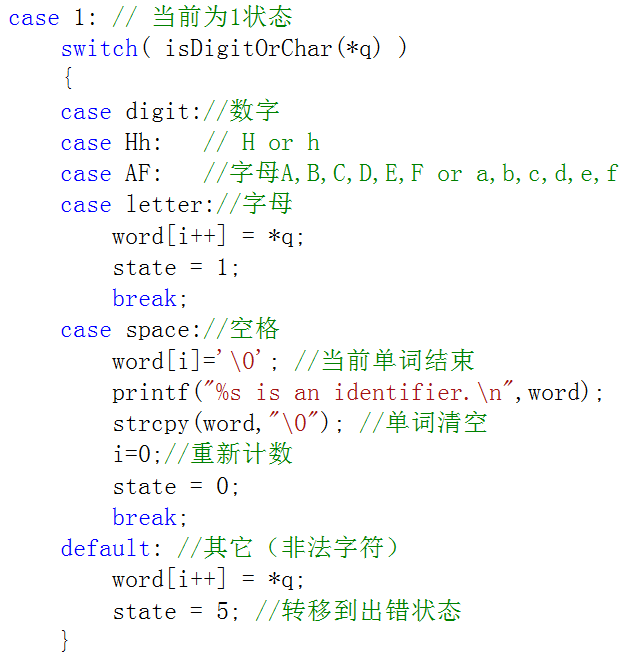 case 1: // 当前为1状态
switch( isDigitOrChar(*q) )
{
case digit://数字
case Hh: // H or h
case AF: //字母A,B,C,D,E,F or a,b,c,d,e,f
case letter://字母
word[i++] = *q;
state = 1;
break;
case space://空格
word[i]='\0'; //当前单词结束
printf("%s is an identifier.\n",word);
strcpy(word,"\0"); //单词清空
i=0;//重新计数
state = 0;
break;
default: //其它（非法字符）
word[i++] = *q;
state = 5; //转移到出错状态
}